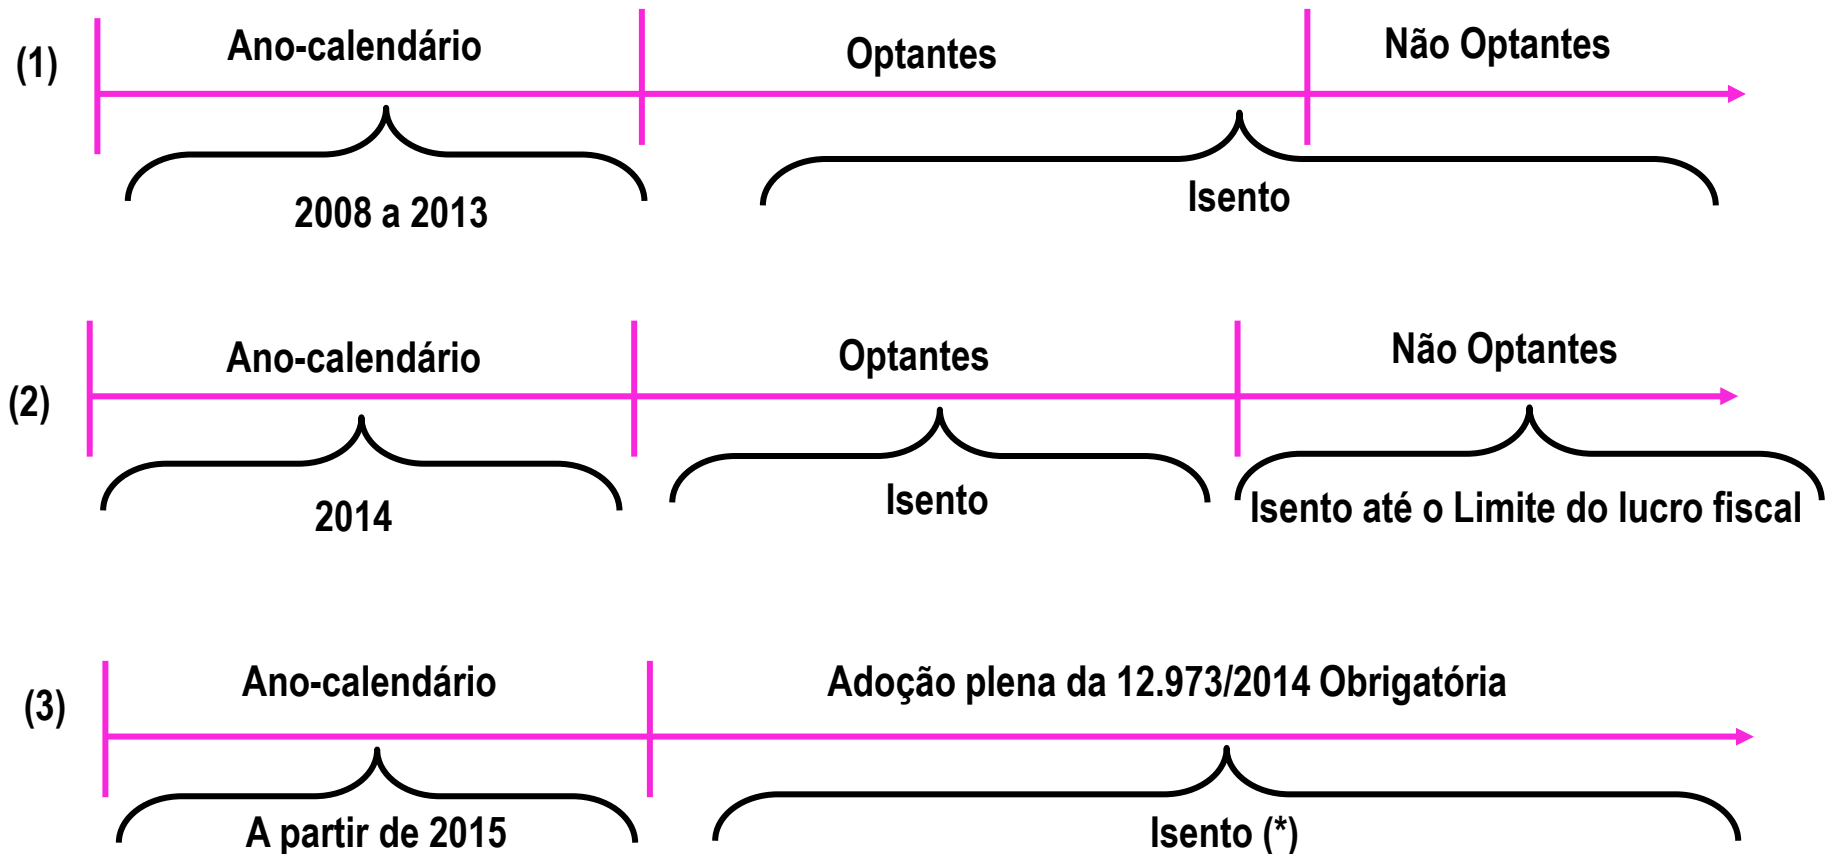 (1)
Ano-calendário
Optantes
Não Optantes
2008 a 2013
Isento
(2)
Ano-calendário
Optantes
Não Optantes
2014
Isento
Isento até o Limite do lucro fiscal
(3)
Ano-calendário
Adoção plena da 12.973/2014 Obrigatória
A partir de 2015
Isento (*)